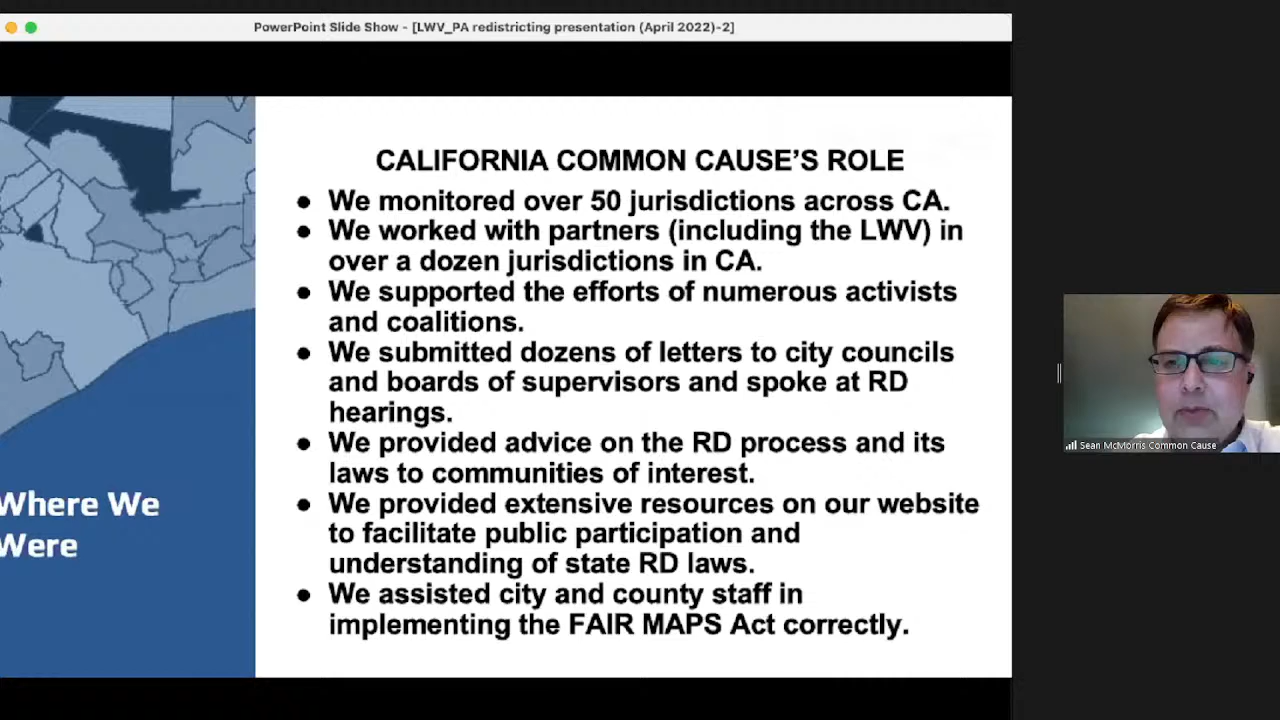 PowerPoint Slide Show - [LWV_PA redistricting presentation (April 2022)-2]
CALIFORNIA COMMON CAUSE’S ROLE
● We monitored over 50 jurisdictions across CA.
● We worked with partners (including the LWV) in
over a dozen jurisdictions in CA.
● We supported the efforts of numerous activists
and coalitions.
● We submitted dozens of letters to city councils
and boards of supervisors and spoke at RD
hearings.
● We provided advice on the RD process and its
laws to communities of interest.
● We provided extensive resources on our website
to facilitate public participation and
understanding of state RD laws.
● We assisted city and county staff in
implementing the FAIR MAPS Act correctly.
Where We
Were
Sean McMorris Common Cause